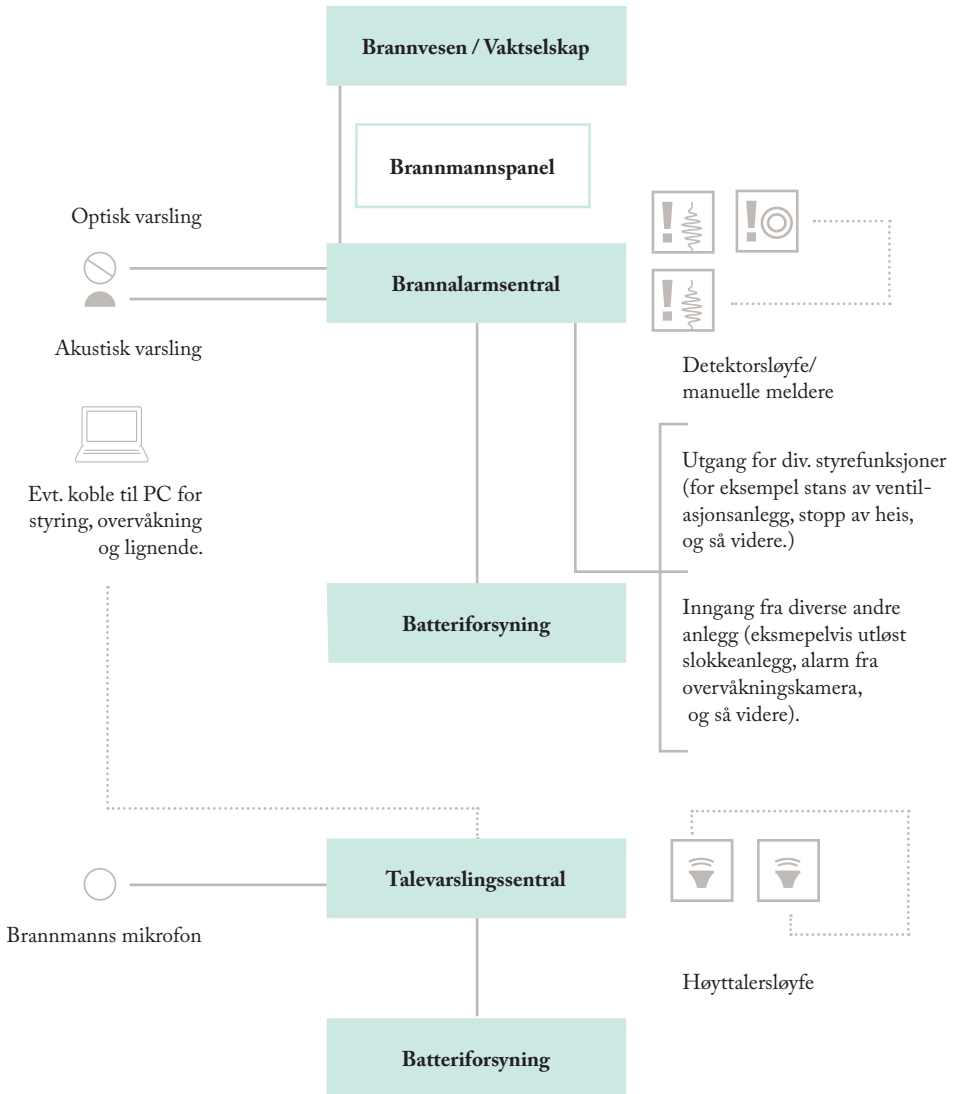 Brannvesen / Vaktselskap
Brannmannspanel
Optisk varsling
Brannalarmsentral
Akustisk varsling
Detektorsløyfe/
manuelle meldere
Evt. koble til PC for
styring, overvåkning
og lignende.
Utgang for div. styrefunksjoner
(for eksempel stans av ventil-
asjonsanlegg, stopp av heis,
og så videre.)
Batteriforsyning
Inngang fra diverse andre
anlegg (eksmepelvis utløst
slokkeanlegg, alarm fra
overvåkningskamera,
og så videre).
Talevarslingssentral
Brannmanns mikrofon
Høyttalersløyfe
Batteriforsyning